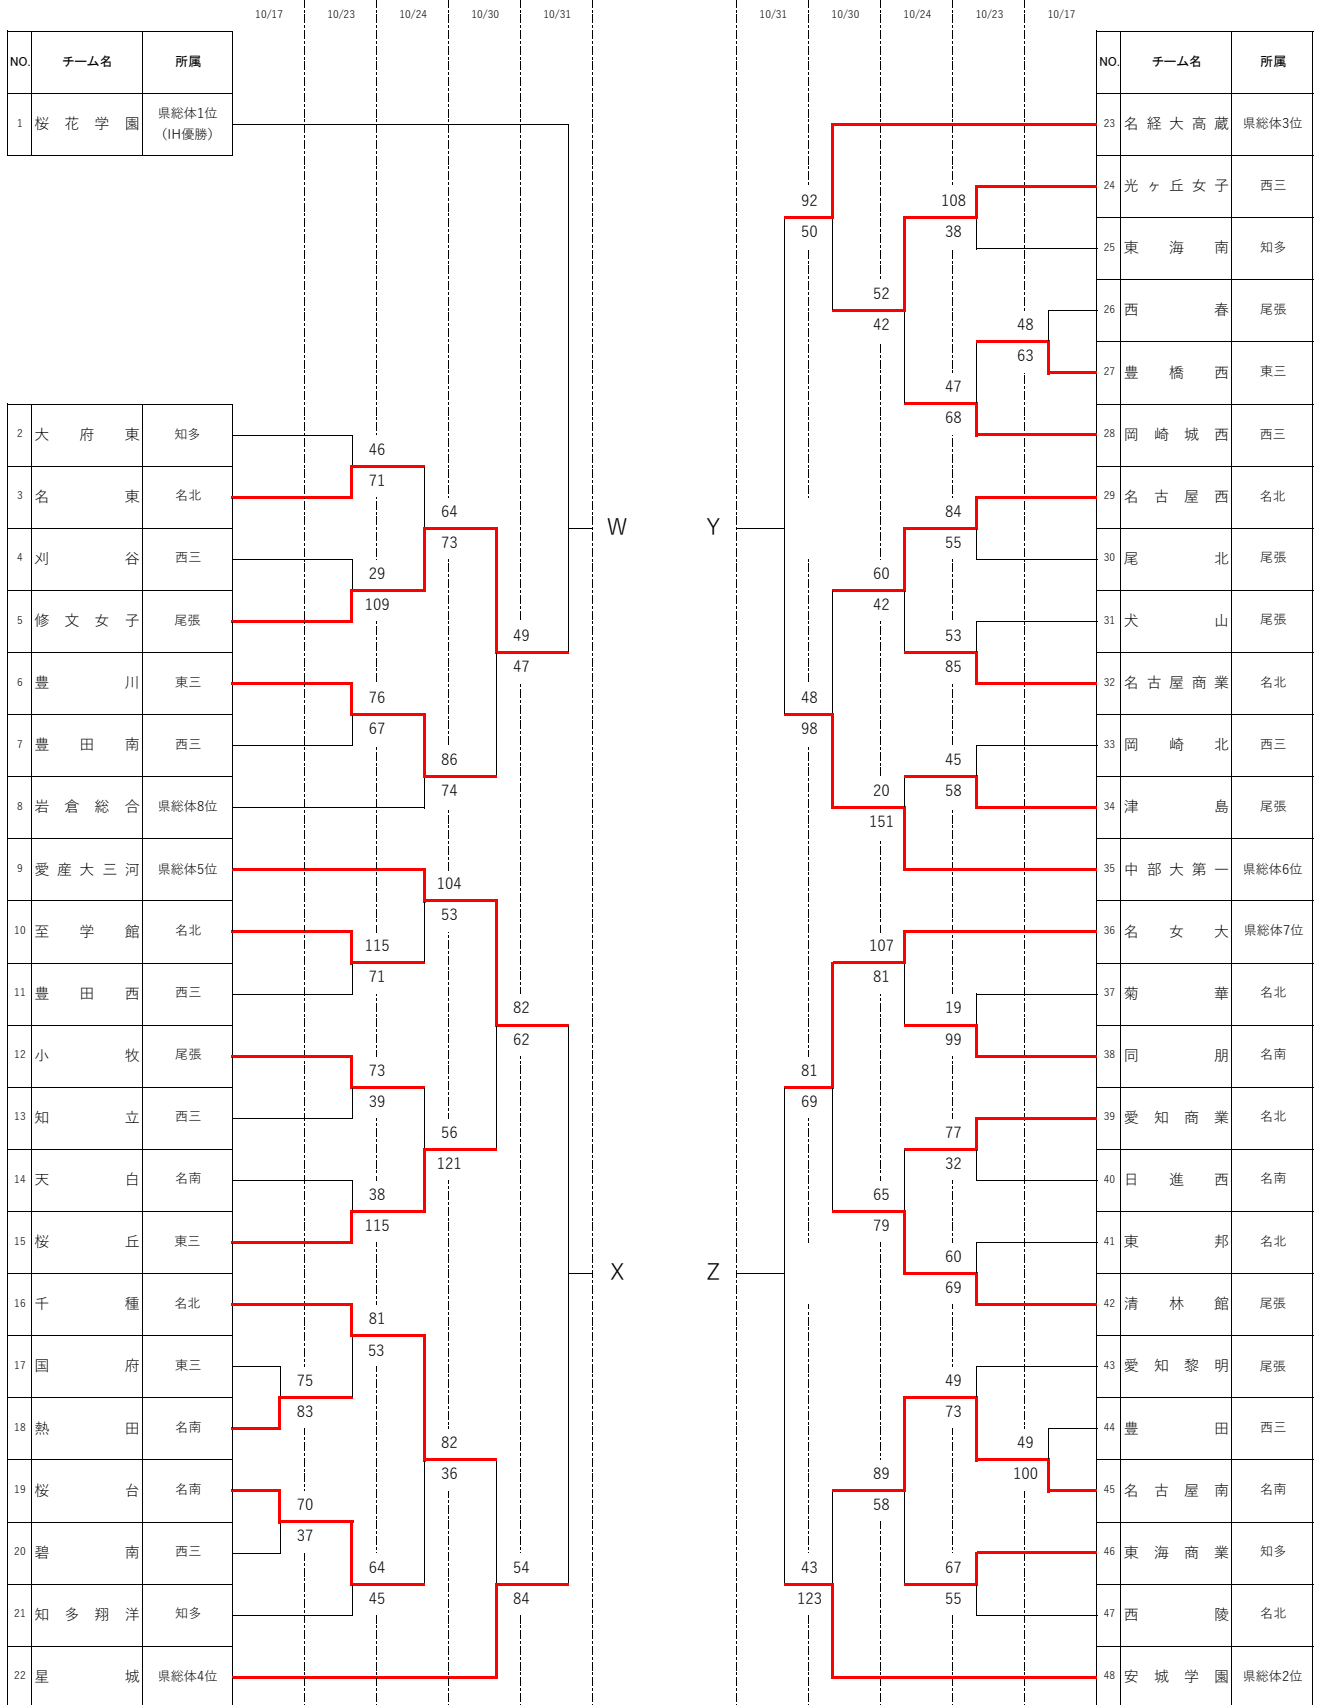 10/17 10/23 10/24 10/30 10/31
NO. チーム名 所属
1 桜花学園 県総体1位
（IH優勝）
2 大府東 知多
46
71
3 名東 名北
64
73
4 刈谷 西三
29
109
5 修文女子 尾張
49
47
6 豊川 東三
76
67
7 豊田南 西三
86
74
8 岩倉総合 県総体8位
9 愛産大三河 県総体5位
104
53
10 至学館 名北
115
71
11 豊田西 西三
82
62
12 小牧 尾張
73
39
13 知立 西三
56
121
14 天白 名南
38
115
15 桜丘 東三
16 千種 名北
81
53
17 国府 東三
75
83
18 熱田 名南
82
36
19 桜台 名南
70
37
20 碧南 西三
64
45
54
84
21 知多翔洋 知多
22 星城 県総体4位
W
X
Y
Z
10/31 10/30 10/24 10/23 10/17
NO. チーム名 所属
23 名経大高蔵 県総体3位
92
50
24 光ヶ丘女子 西三
108
38
25 東海南 知多
52
42
26 西春 尾張
48
63
27 豊橋西 東三
47
68
28 岡崎城西 西三
29 名古屋西 名北
84
55
30 尾北 尾張
60
42
31 犬山 尾張
53
85
32 名古屋商業 名北
48
98
33 岡崎北 西三
45
58
34 津島 尾張
20
151
35 中部大第一 県総体6位
36 名女大 県総体7位
107
81
37 菊華 名北
19
99
38 同朋 名南
81
69
39 愛知商業 名北
77
32
40 日進西 名南
65
79
41 東邦 名北
60
69
42 清林館 尾張
43 愛知黎明 尾張
49
73
44 豊田 西三
49
100
45 名古屋南 名南
89
58
46 東海商業 知多
67
55
47 西陵 名北
43
123
48 安城学園 県総体2位